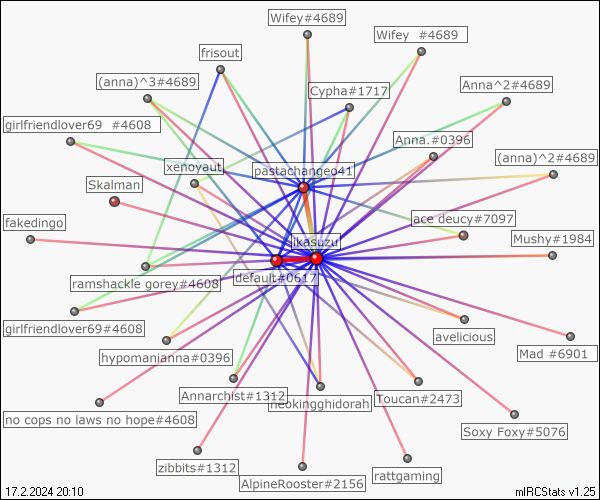 Wifey#4689
Wifey  #4689
frisout
(anna)^3#4689
Cypha#1717
Anna^2#4689
girlfriendlover69  #4608
Anna.#0396
xenoyaut
pastachangeo41
(anna)^2#4689
Skalman
fakedingo
ace deucy#7097
ikasuzu
Mushy#1984
ramshackle gorey#4608
default#0617
girlfriendlover69#4608
avelicious
hypomanjanna#0396
Mad  #6901
Annarchist#1312
neokingghidorah
Toucan#2473
no cops no laws no hope#4608
Soxy Foxy#5076
zibbits#1312
AlpineRooster#2156
rattgaming
17.2.2024 20:10
mIRCStats v1.25